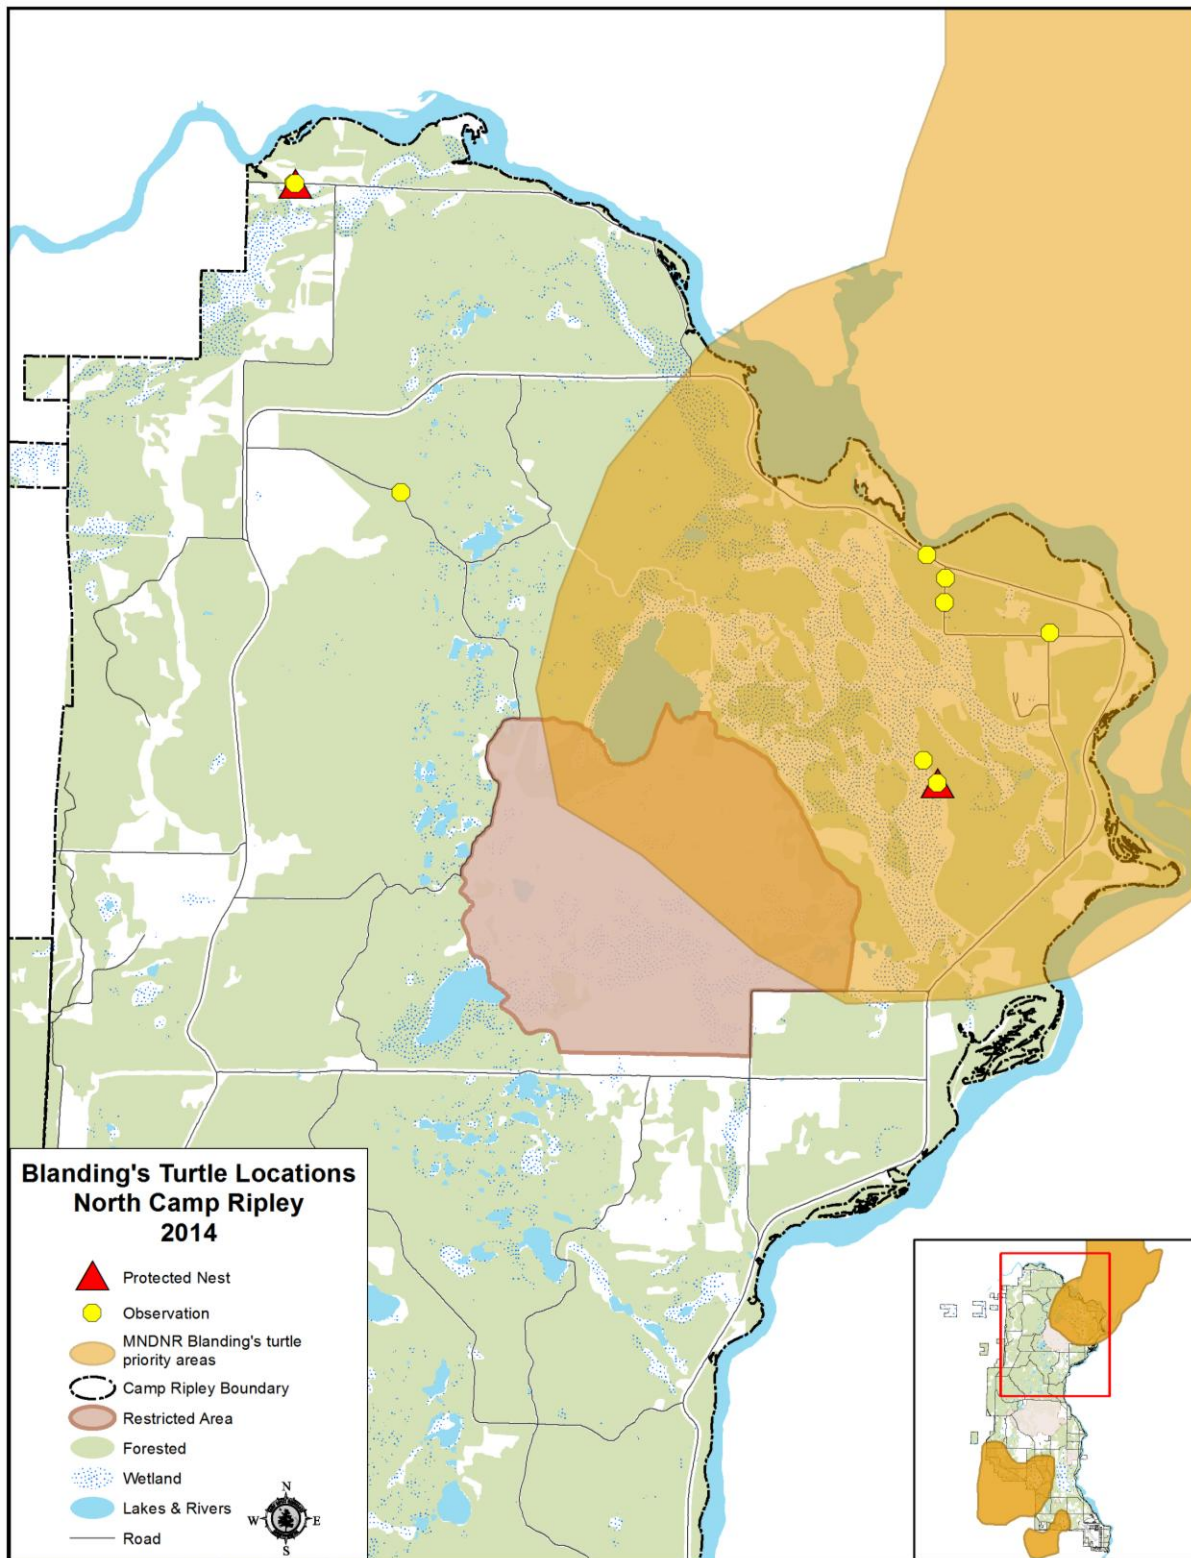 Blanding's Turtle Locations
North Camp Ripley
2014
Protected Nest
Observation
MNDNR Blanding's turtle
priority areas
Camp Ripley Boundary
Restricted Area
Forested
Wetland
Lakes & Rivers
Road
N
W
E
S